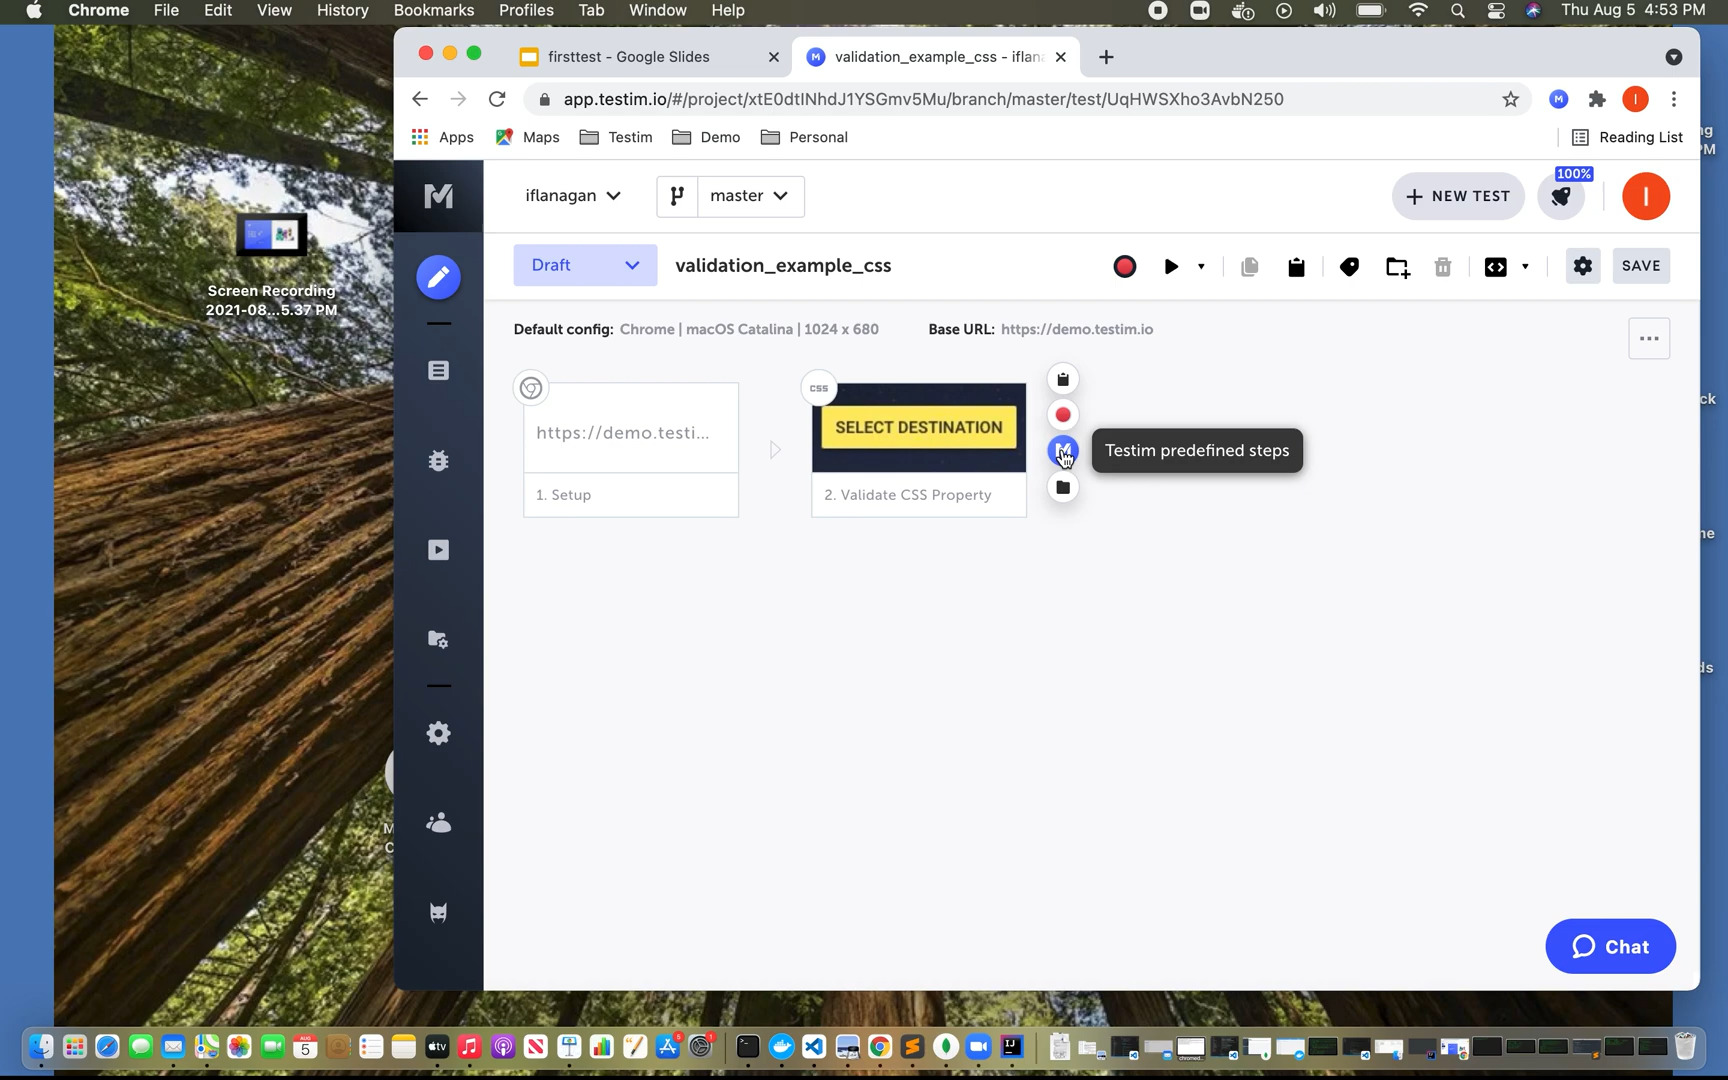 Chrome File Edit View History Bookmarks Profiles Tab Window Help Thu Aug 5 4:53 PM
firsttest - Google Slides validation_example_css - iflana
app.testim.io/#/project/xtE0dtINhdJ1YSGmv5Mu/branch/master/test/UqHWSXho3AvbN250
Apps Maps Testim Demo Personal Reading List
100%
iflanagan master + NEW TEST I
Draft validation_example_css SAVE
Default config: Chrome | macOS Catalina | 1024 x 680 Base URL: https://demo.testim.io
css
https://demo.testi... SELECT DESTINATION
Testim predefined steps
1. Setup 2. Validate CSS Property
Screen Recording
2021-08...5.37 PM
Chat